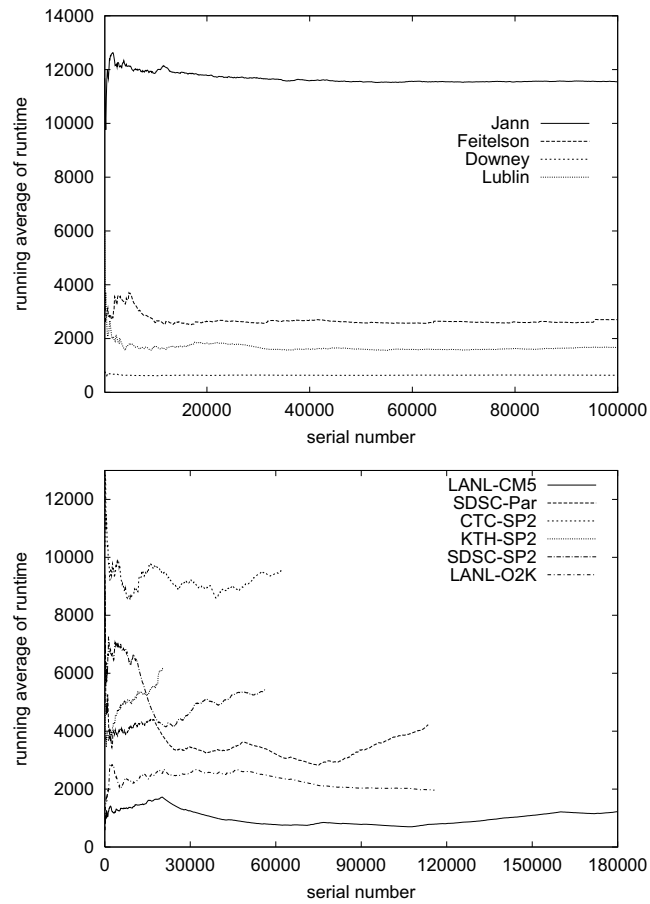 14000
12000
10000
8000
6000
4000
2000
0
running average of runtime
Jann
Feitelson
Downey
Lublin
20000 40000 60000 80000 100000
serial number
12000
10000
8000
6000
4000
2000
0
running average of runtime
LANL-CM5
SDSC-Par
CTC-SP2
KTH-SP2
SDSC-SP2
LANL-O2K
0 30000 60000 90000 120000 150000 180000
serial number